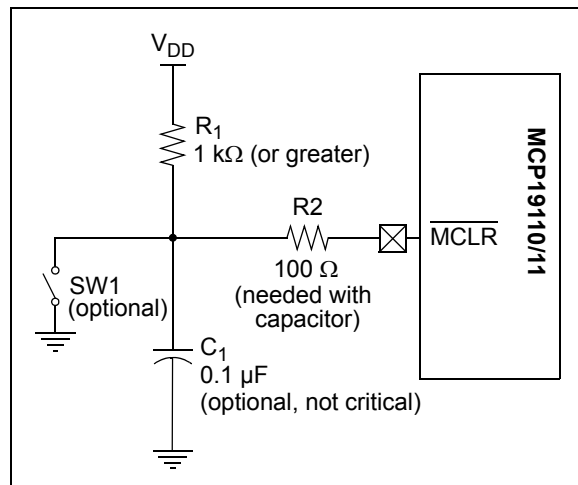 VDD
R1
1 kΩ (or greater)
R2
100 Ω
(needed with
capacitor)
SW1
(optional)
C1
0.1 µF
(optional, not critical)
MCLR
MCP19110/11